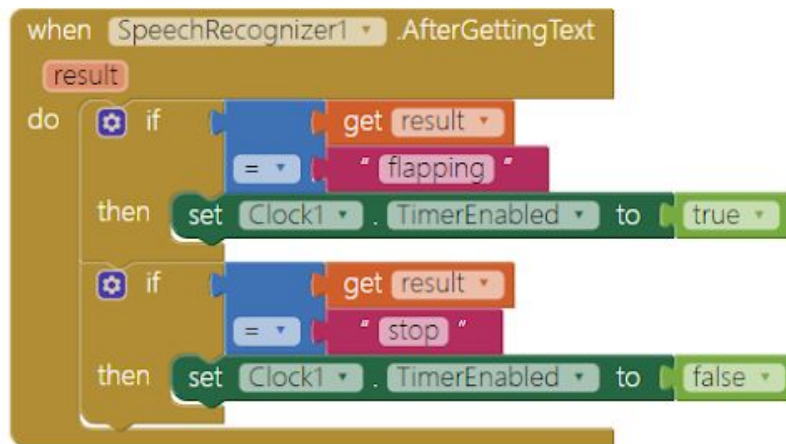 when SpeechRecognizer1 .AfterGettingText
result
do if get result
= " flapping "
then set Clock1 . TimerEnabled to true
if get result
= " stop "
then set Clock1 . TimerEnabled to false